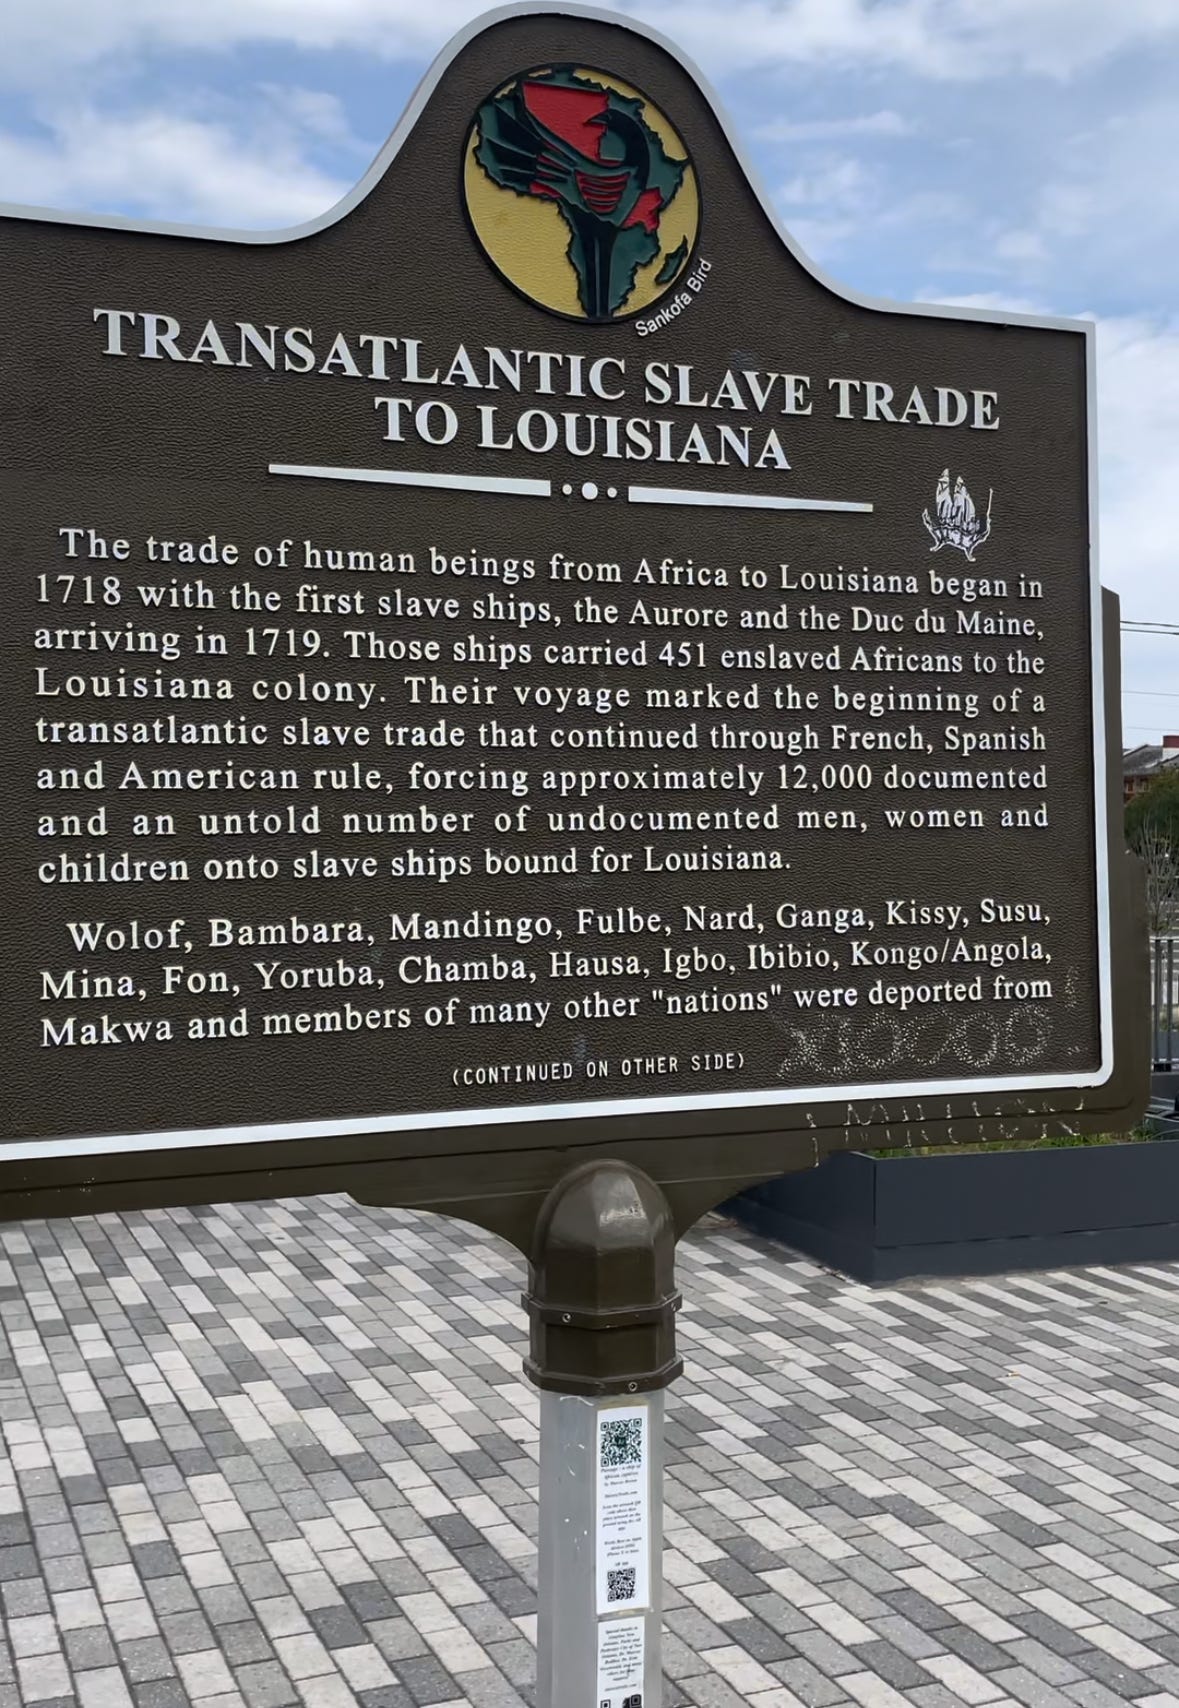 Sankofa Bird
TRANSATLANTIC SLAVE TRADE
TO LOUISIANA
The trade of human beings from Africa to Louisiana began in
1718 with the first slave ships, the Aurore and the Duc du Maine,
arriving in 1719. Those ships carried 451 enslaved Africans to the
Louisiana colony. Their voyage marked the beginning of a
transatlantic slave trade that continued through French, Spanish
and American rule, forcing approximately 12,000 documented
and an untold number of undocumented men, women and
children onto slave ships bound for Louisiana.
Wolof, Bambara, Mandingo, Fulbe, Nard, Ganga, Kissy, Susu,
Mina, Fon, Yoruba, Chamba, Hausa, Igbo, Ibibio, Kongo/Angola,
Makwa and members of many other "nations" were deported from
(CONTINUED ON OTHER SIDE)
1 MILLION